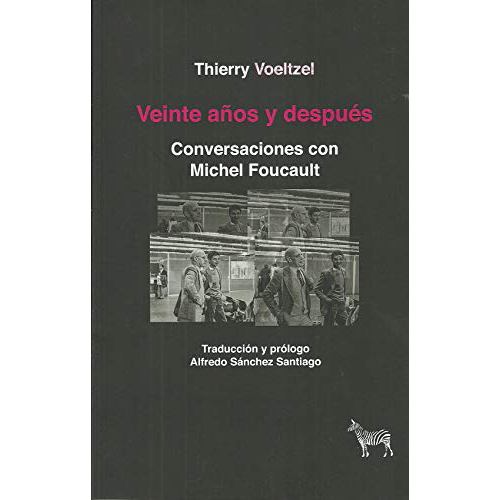 Thierry Voeltzel
Veinte años y después
Conversaciones con
Michel Foucault
Traducción y prólogo
Alfredo Sánchez Santiago